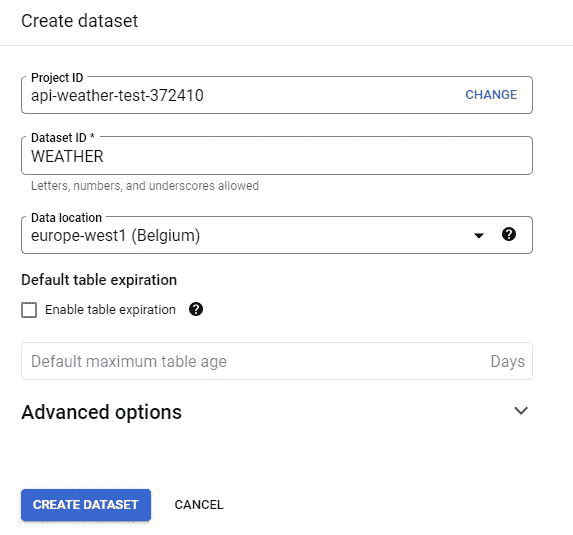 Create dataset
Project ID
api-weather-test-372410 CHANGE
Dataset ID *
WEATHER
Letters, numbers, and underscores allowed
Data location
europe-west1 (Belgium) ?
Default table expiration
Enable table expiration ?
Default maximum table age Days
Advanced options
CREATE DATASET CANCEL